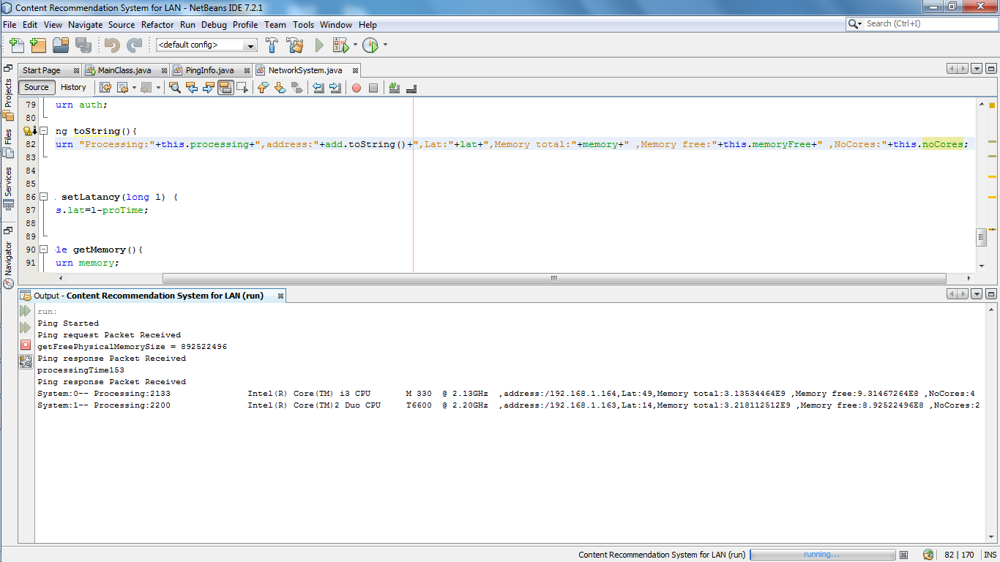 Content Recommendation System for LAN - NetBeans IDE 7.2.1
File Edit View Navigate Source Refactor Run Debug Profile Team Tools Window Help
Search (Ctrl+I)
<default config>
Start Page MainClass.java PingInfo.java NetworkSystem.java
Source History
Projects
Files
Services
Navigator
79 urn auth;
80
ng toString(){
82 urn "Processing:"+this.processing+",address:"+add.toString()+",Lat:"+lat+",Memory total:"+memory+" ,Memory free:"+this.memoryFree+" ,NoCores:"+this.noCores;
83
84
85
86 . setLatancy(long l) {
87 s.lat=l-proTime;
88
89
90 le getMemory(){
91 urn memory;
Output - Content Recommendation System for LAN (run)
run:
Ping Started
Ping request Packet Received
getFreePhysicalMemorySize = 892522496
Ping response Packet Received
processingTime153
Ping response Packet Received
System:0-- Processing:2133 Intel(R) Core(TM) i3 CPU M 330 @ 2.13GHz ,address:/192.168.1.164,Lat:49,Memory total:3.13534464E9 ,Memory free:9.31467264E8 ,NoCores:4
System:1-- Processing:2200 Intel(R) Core(TM)2 Duo CPU T6600 @ 2.20GHz ,address:/192.168.1.163,Lat:14,Memory total:3.218112512E9 ,Memory free:8.92522496E8 ,NoCores:2
Content Recommendation System for LAN (run) running... 82 | 170 INS